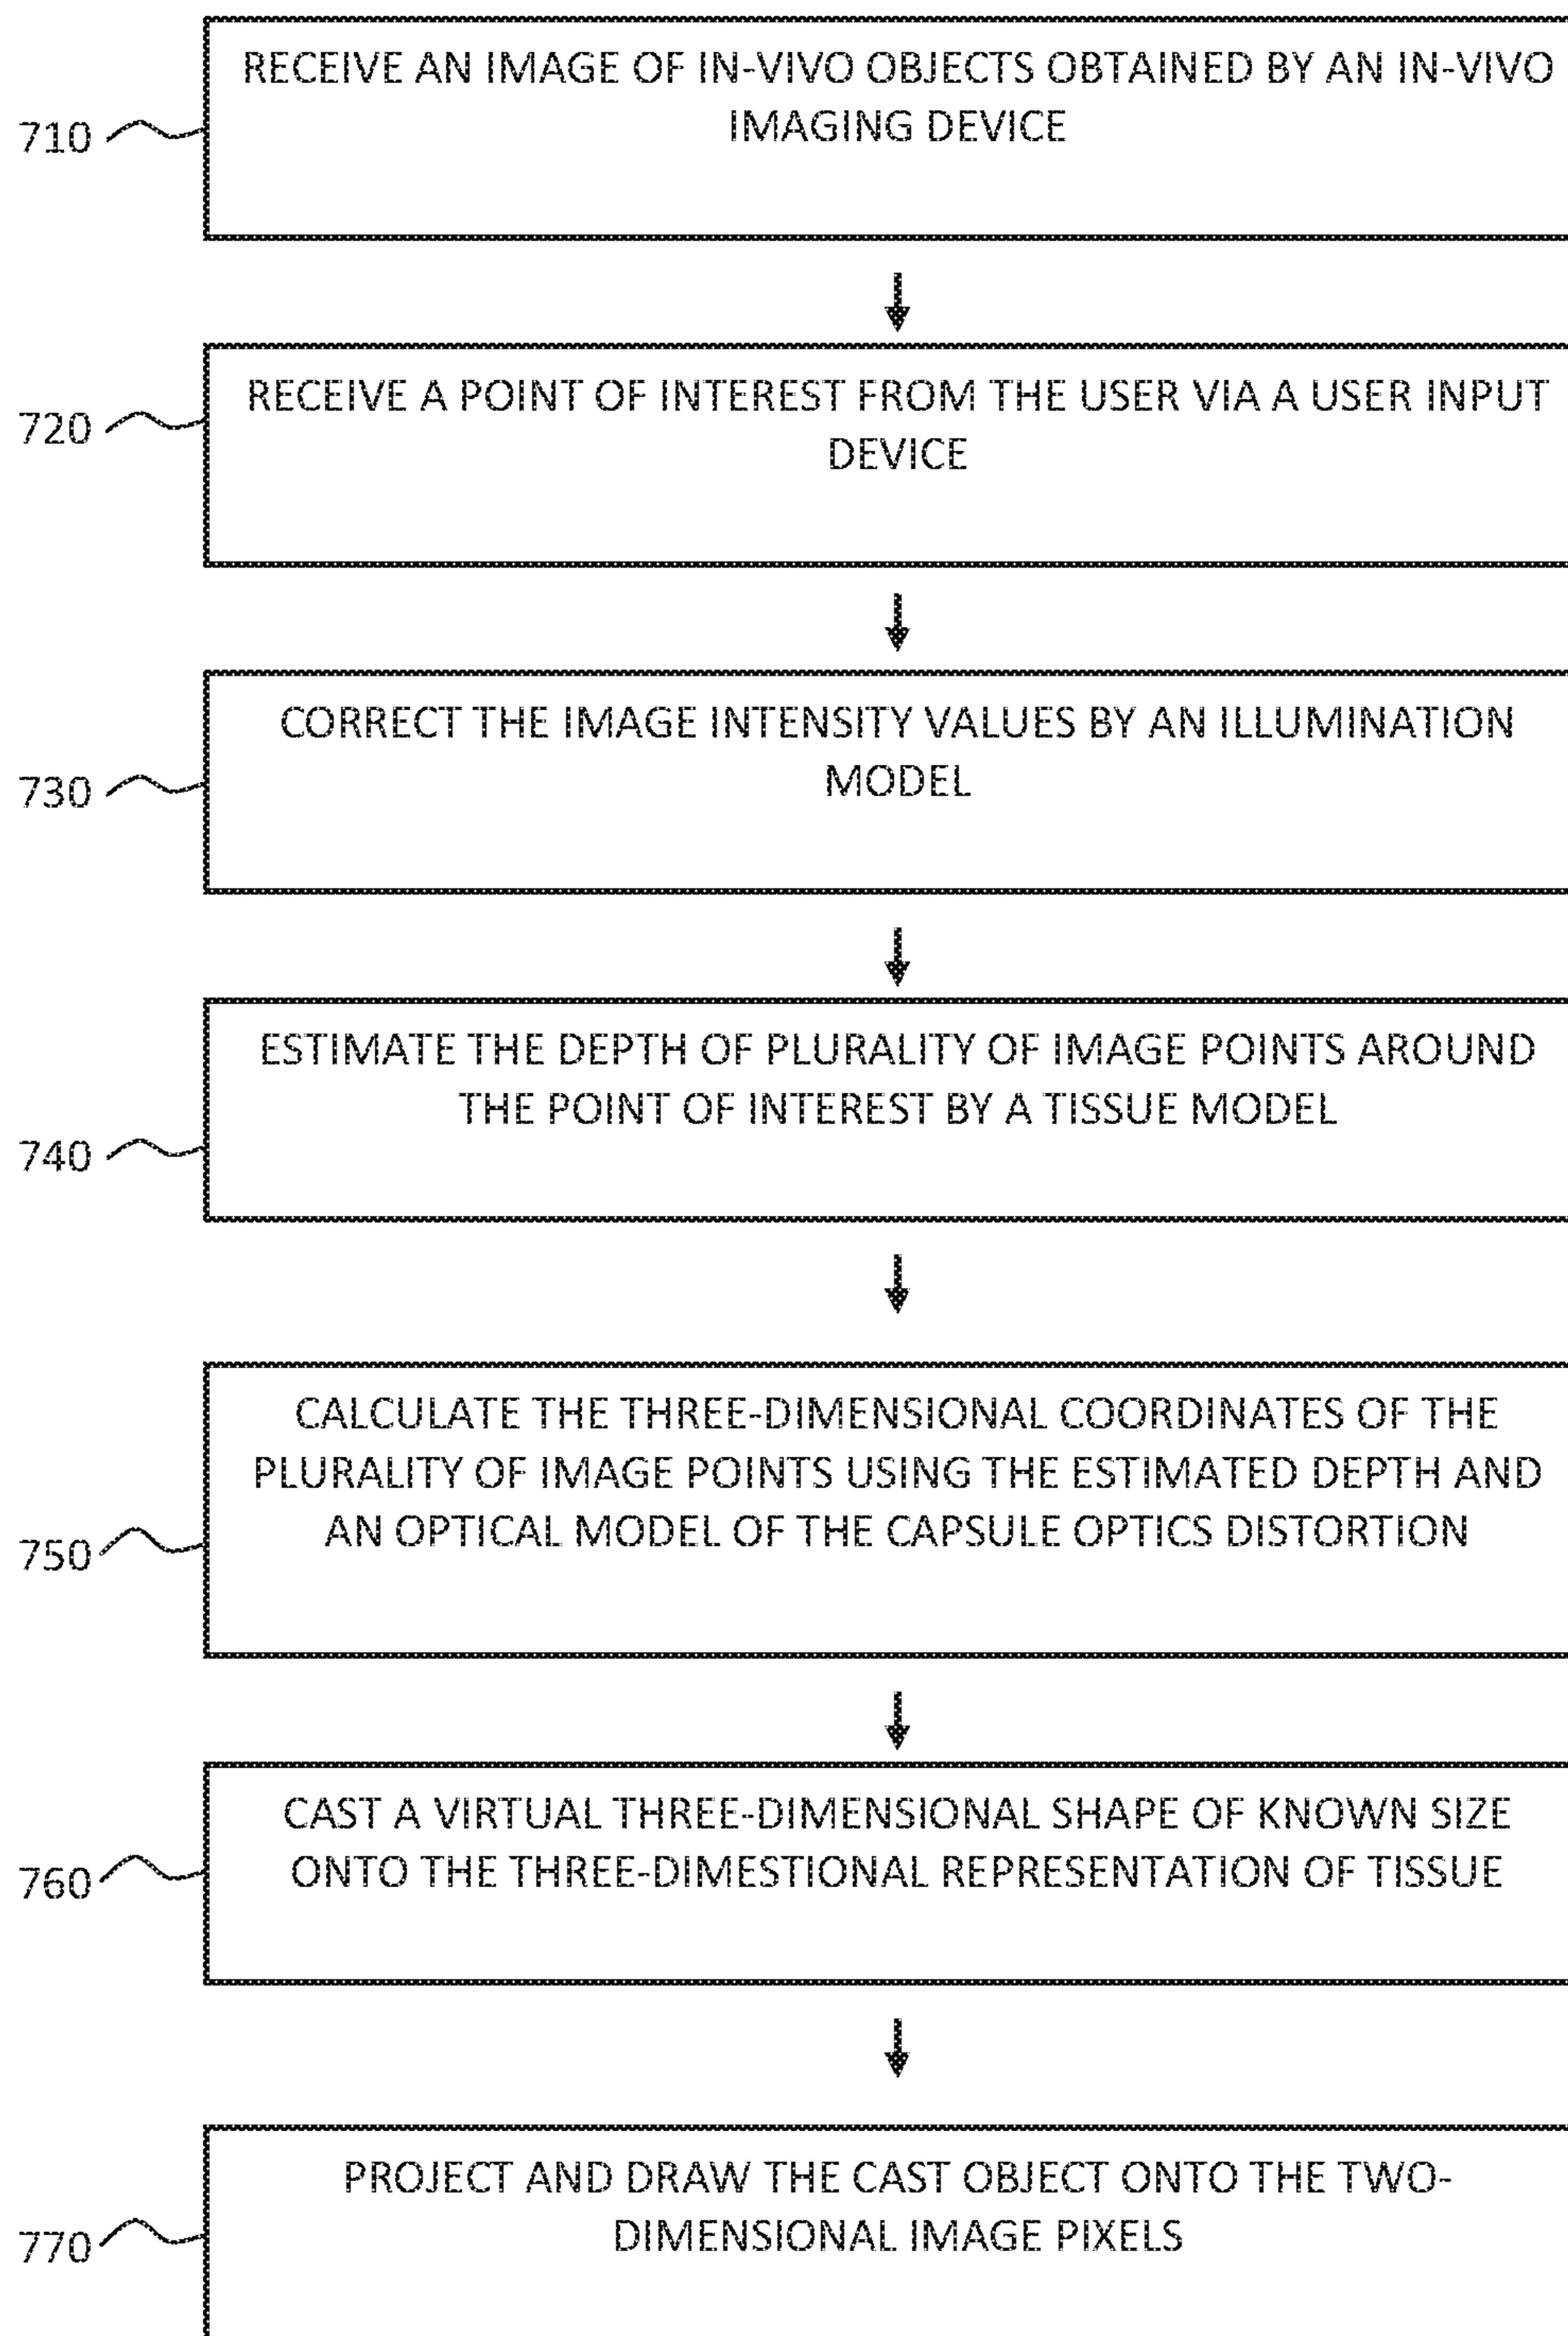 RECEIVE AN IMAGE OF IN-VIVO OBJECTS OBTAINED BY AN IN-VIVO
IMAGING DEVICE
710
RECEIVE A POINT OF INTEREST FROM THE USER VIA A USER INPUT
DEVICE
720
CORRECT THE IMAGE INTENSITY VALUES BY AN ILLUMINATION
MODEL
730
ESTIMATE THE DEPTH OF PLURALITY OF IMAGE POINTS AROUND
THE POINT OF INTEREST BY A TISSUE MODEL
740
CALCULATE THE THREE-DIMENSIONAL COORDINATES OF THE
PLURALITY OF IMAGE POINTS USING THE ESTIMATED DEPTH AND
AN OPTICAL MODEL OF THE CAPSULE OPTICS DISTORTION
750
CAST A VIRTUAL THREE-DIMENSIONAL SHAPE OF KNOWN SIZE
ONTO THE THREE-DIMESTIONAL REPRESENTATION OF TISSUE
760
PROJECT AND DRAW THE CAST OBJECT ONTO THE TWO-
DIMENSIONAL IMAGE PIXELS
770